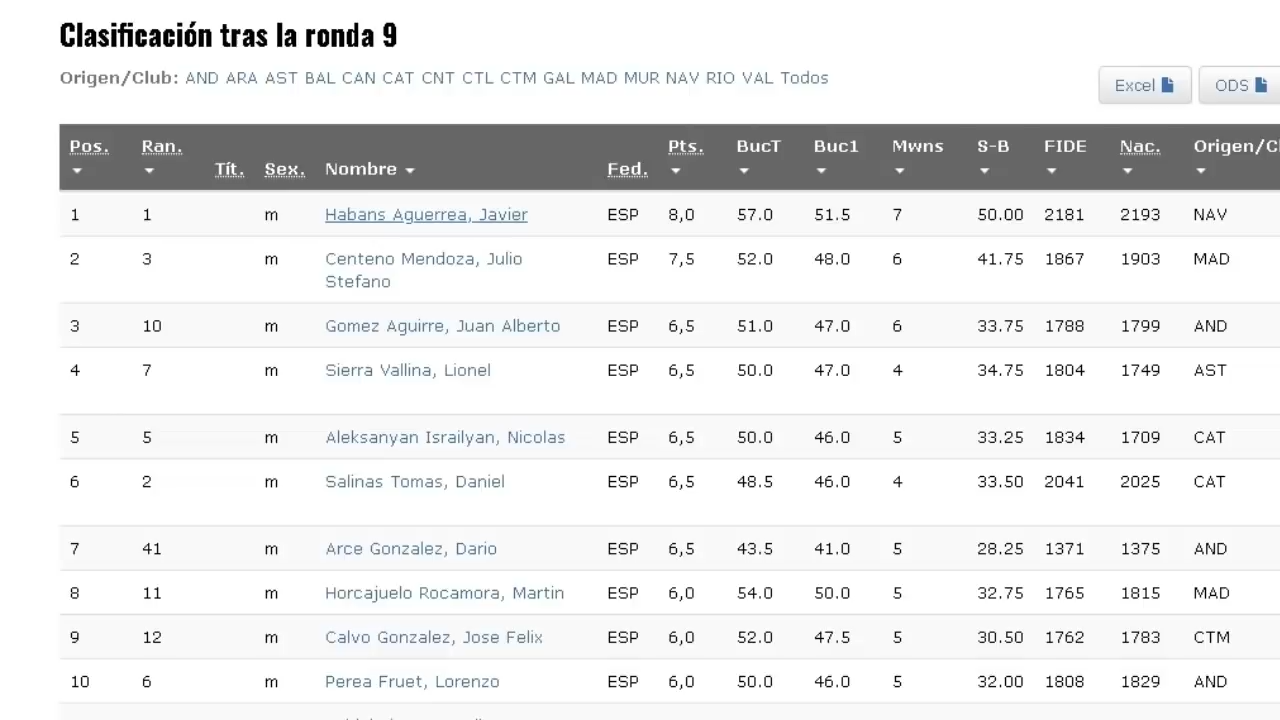 Clasificación tras la ronda 9
Origen/Club: AND ARA AST BAL CAN CAT CNT CTL CTM GAL MAD MUR NAV RIO VAL Todos
Excel ODS
Pos. Ran. Tít. Sex. Nombre Fed. Pts. BucT Buc1 Mwns S-B FIDE Nac. Origen/Cl
1 1 m Habans Aguerrea, Javier ESP 8,0 57.0 51.5 7 50.00 2181 2193 NAV
2 3 m Centeno Mendoza, Julio ESP 7,5 52.0 48.0 6 41.75 1867 1903 MAD
Stefano
3 10 m Gomez Aguirre, Juan Alberto ESP 6,5 51.0 47.0 6 33.75 1788 1799 AND
4 7 m Sierra Vallina, Lionel ESP 6,5 50.0 47.0 4 34.75 1804 1749 AST
5 5 m Aleksanyan Israilyan, Nicolas ESP 6,5 50.0 46.0 5 33.25 1834 1709 CAT
6 2 m Salinas Tomas, Daniel ESP 6,5 48.5 46.0 4 33.50 2041 2025 CAT
7 41 m Arce Gonzalez, Dario ESP 6,5 43.5 41.0 5 28.25 1371 1375 AND
8 11 m Horcajuelo Rocamora, Martin ESP 6,0 54.0 50.0 5 32.75 1765 1815 MAD
9 12 m Calvo Gonzalez, Jose Felix ESP 6,0 52.0 47.5 5 30.50 1762 1783 CTM
10 6 m Perea Fruet, Lorenzo ESP 6,0 50.0 46.0 5 32.00 1808 1829 AND